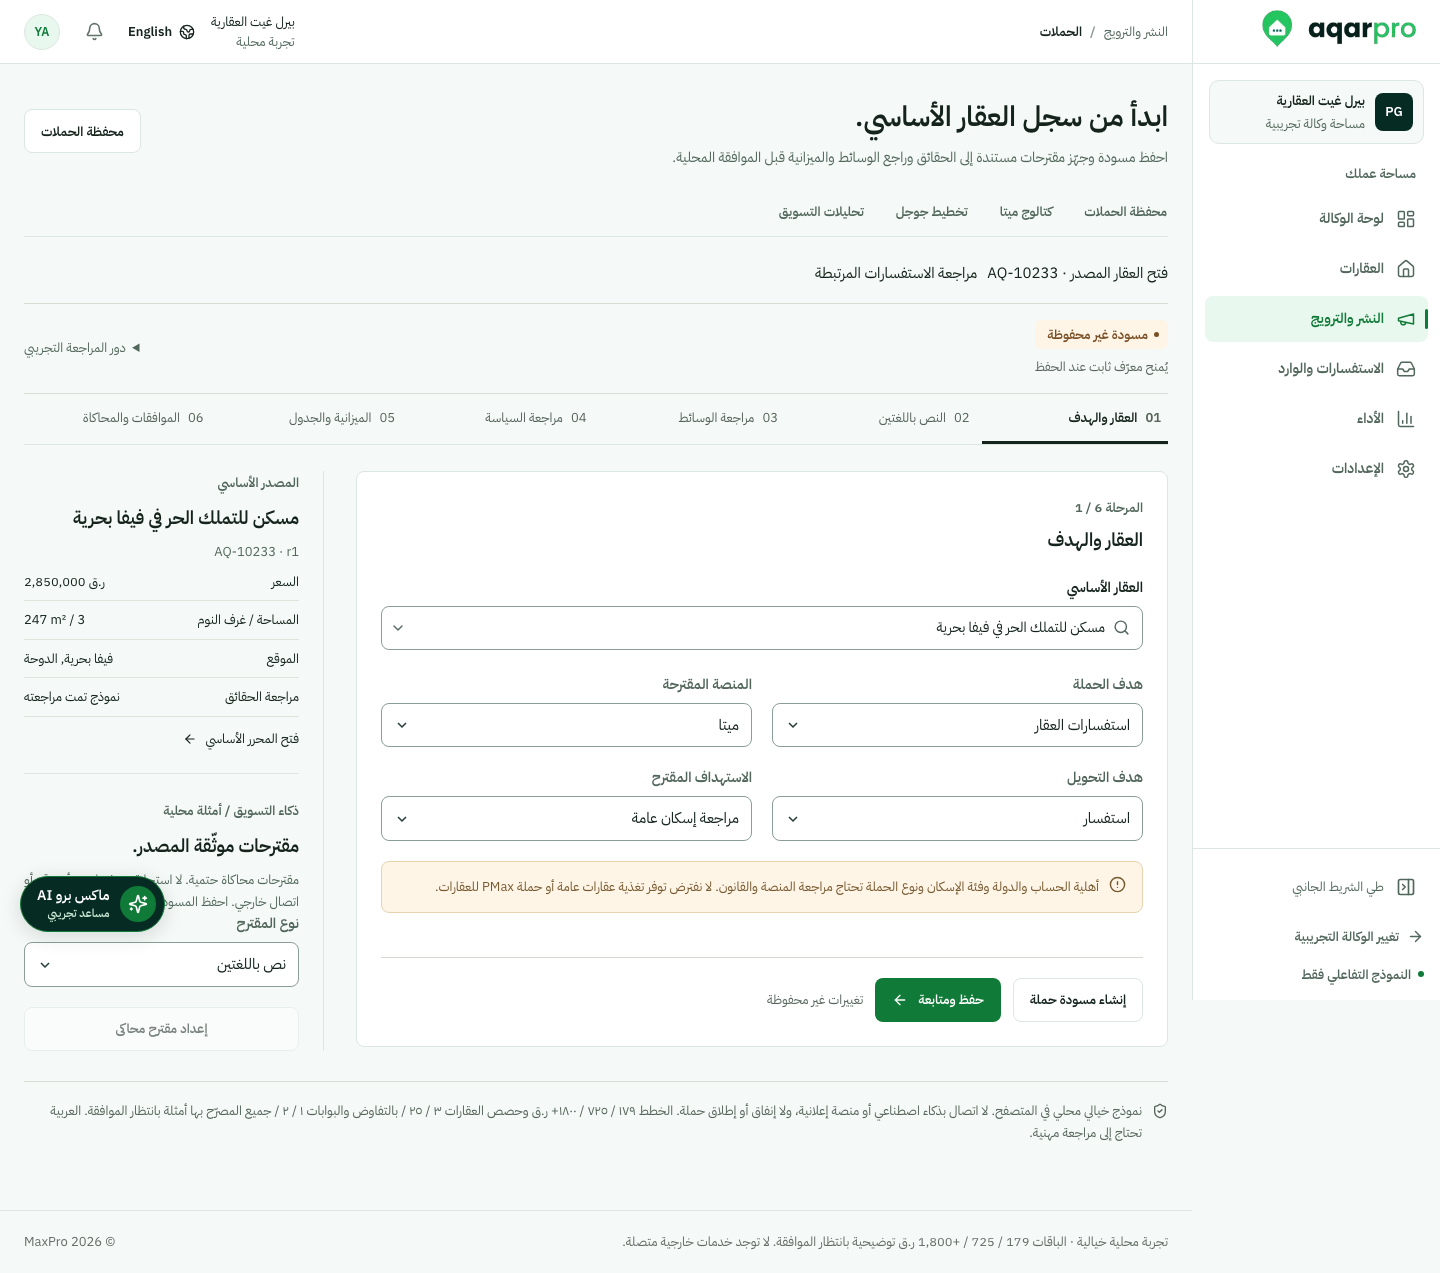 aqarpro
النشر والترويج / الحملات
بيرل غيت العقارية
تجربة محلية
English
YA
PG
بيرل غيت العقارية
مساحة وكالة تجريبية
مساحة عملك
لوحة الوكالة
العقارات
النشر والترويج
الاستفسارات والوارد
الأداء
الإعدادات
طي الشريط الجانبي
تغيير الوكالة التجريبية
النموذج التفاعلي فقط
ابدأ من سجل العقار الأساسي.
احفظ مسودة وجهّز مقترحات مستندة إلى الحقائق وراجع الوسائط والميزانية قبل الموافقة المحلية.
محفظة الحملات
محفظة الحملات
كتالوج ميتا
تخطيط جوجل
تحليلات التسويق
فتح العقار المصدر · AQ-10233 مراجعة الاستفسارات المرتبطة
مسودة غير محفوظة
يُمنح معرّف ثابت عند الحفظ
دور المراجعة التجريبي
01 العقار والهدف
02 النص باللغتين
03 مراجعة الوسائط
04 مراجعة السياسة
05 الميزانية والجدول
06 الموافقات والمحاكاة
المرحلة 6 / 1
العقار والهدف
العقار الأساسي
مسكن للتملك الحر في فيفا بحرية
هدف الحملة
المنصة المقترحة
استفسارات العقار
ميتا
هدف التحويل
الاستهداف المقترح
استفسار
مراجعة إسكان عامة
أهلية الحساب والدولة وفئة الإسكان ونوع الحملة تحتاج مراجعة المنصة والقانون. لا نفترض توفر تغذية عقارات عامة أو حملة PMax للعقارات.
إنشاء مسودة حملة
حفظ ومتابعة
تغييرات غير محفوظة
المصدر الأساسي
مسكن للتملك الحر في فيفا بحرية
AQ-10233 · r1
السعر
ر.ق 2,850,000
المساحة / غرف النوم
247 m² / 3
الموقع
فيفا بحرية, الدوحة
مراجعة الحقائق
نموذج تمت مراجعته
فتح المحرر الأساسي
ذكاء التسويق / أمثلة محلية
مقترحات موثّقة المصدر.
مقترحات محاكاة حتمية. لا
اتصال خارجي. احفظ
ماكس برو AI
مساعد تجريبي
نوع المقترح
نص باللغتين
إعداد مقترح محاكى
نموذج خيالي محلي في المتصفح. لا اتصال بذكاء اصطناعي أو منصة إعلانية، ولا إنفاق أو إطلاق حملة. الخطط ١٧٩ / ٧٢٥ / ١٨٠٠+ ر.ق وحصص العقارات ٣ / ٢٥ / بالتفاوض والبوابات ١ / ٢ / جميع المصرّح بها أمثلة بانتظار الموافقة. العربية
تحتاج إلى مراجعة مهنية.
تجربة محلية خيالية · الباقات 179 / 725 / +1,800 ر.ق توضيحية بانتظار الموافقة. لا توجد خدمات خارجية متصلة.
© 2026 MaxPro